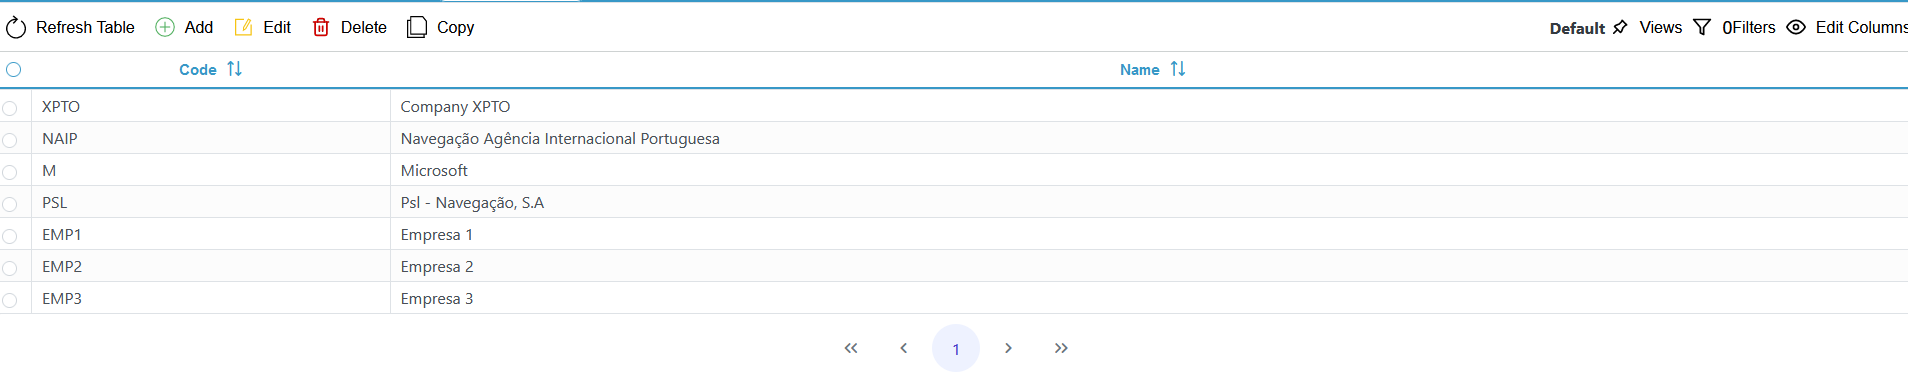 Refresh Table Add Edit Delete Copy Default Views 0Filters Edit Columns
Code Name
XPTO Company XPTO
NAIP Navegação Agência Internacional Portuguesa
M Microsoft
PSL Psl - Navegação, S.A
EMP1 Empresa 1
EMP2 Empresa 2
EMP3 Empresa 3
1